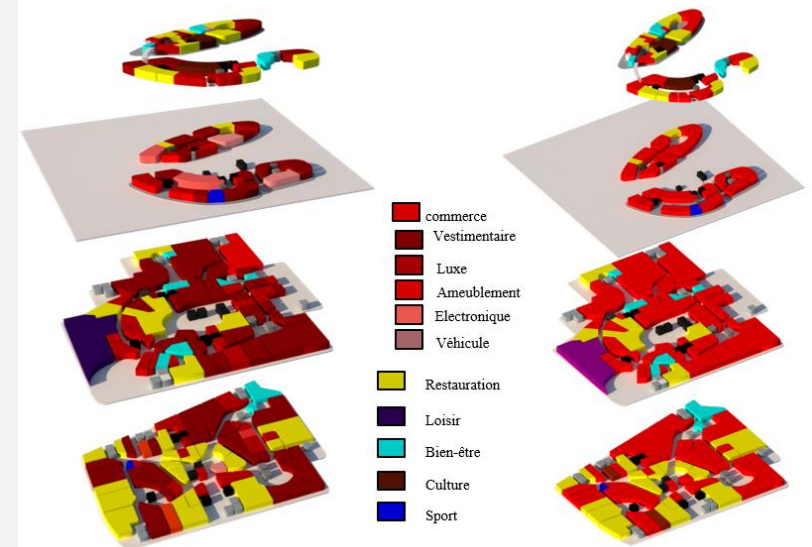 commerce
Vestimentaire
Luxe
Ameublement
Electronique
Véhicule
Restauration
Loisir
Bien-être
Culture
Sport